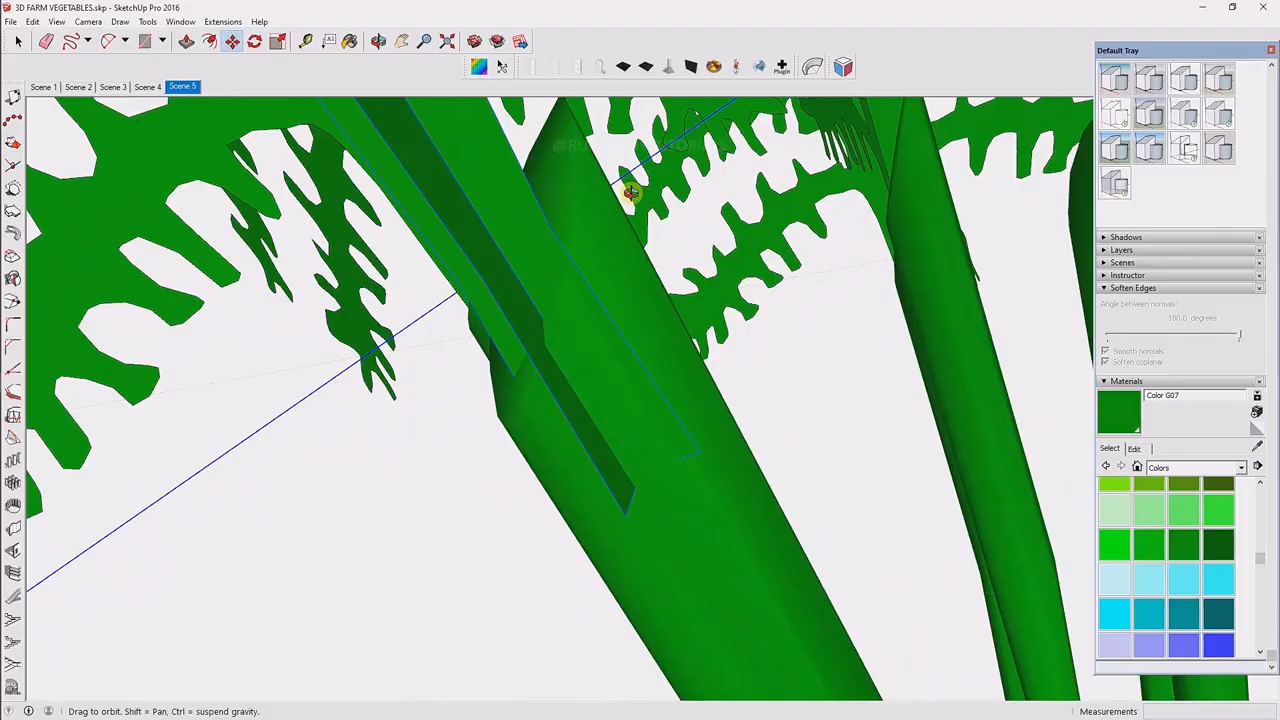 3D FARM VEGETABLES.skp - SketchUp Pro 2016
File Edit View Camera Draw Tools Window Extensions Help
Plugin
Scene 1 Scene 2 Scene 3 Scene 4 Scene 5
Default Tray
Shadows
Layers
Scenes
Instructor
Soften Edges
Angle between normals:
180.0 degrees
Smooth normals
Soften coplanar
Materials
Color G07
Select Edit
Colors
Drag to orbit. Shift = Pan, Ctrl = suspend gravity.
Measurements